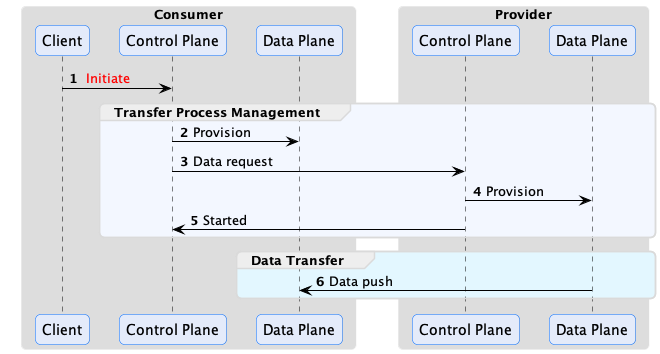 Consumer
Provider
Client
Control Plane
Data Plane
Control Plane
Data Plane
1 Initiate
Transfer Process Management
2 Provision
3 Data request
4 Provision
5 Started
Data Transfer
6 Data push
Client
Control Plane
Data Plane
Control Plane
Data Plane